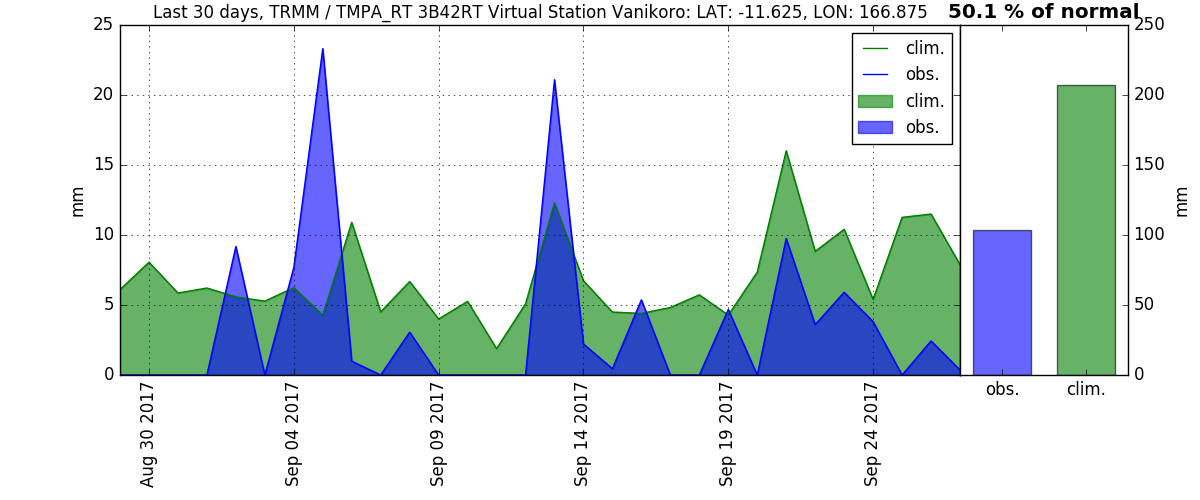 Last 30 days, TRMM / TMPA_RT 3B42RT Virtual Station Vanikoro: LAT: -11.625, LON: 166.875
50.1 % of normal
25
20
15
10
5
0
mm
clim.
obs.
clim.
obs.
250
200
150
100
50
0
mm
Aug 30 2017
Sep 04 2017
Sep 09 2017
Sep 14 2017
Sep 19 2017
Sep 24 2017
obs.
clim.